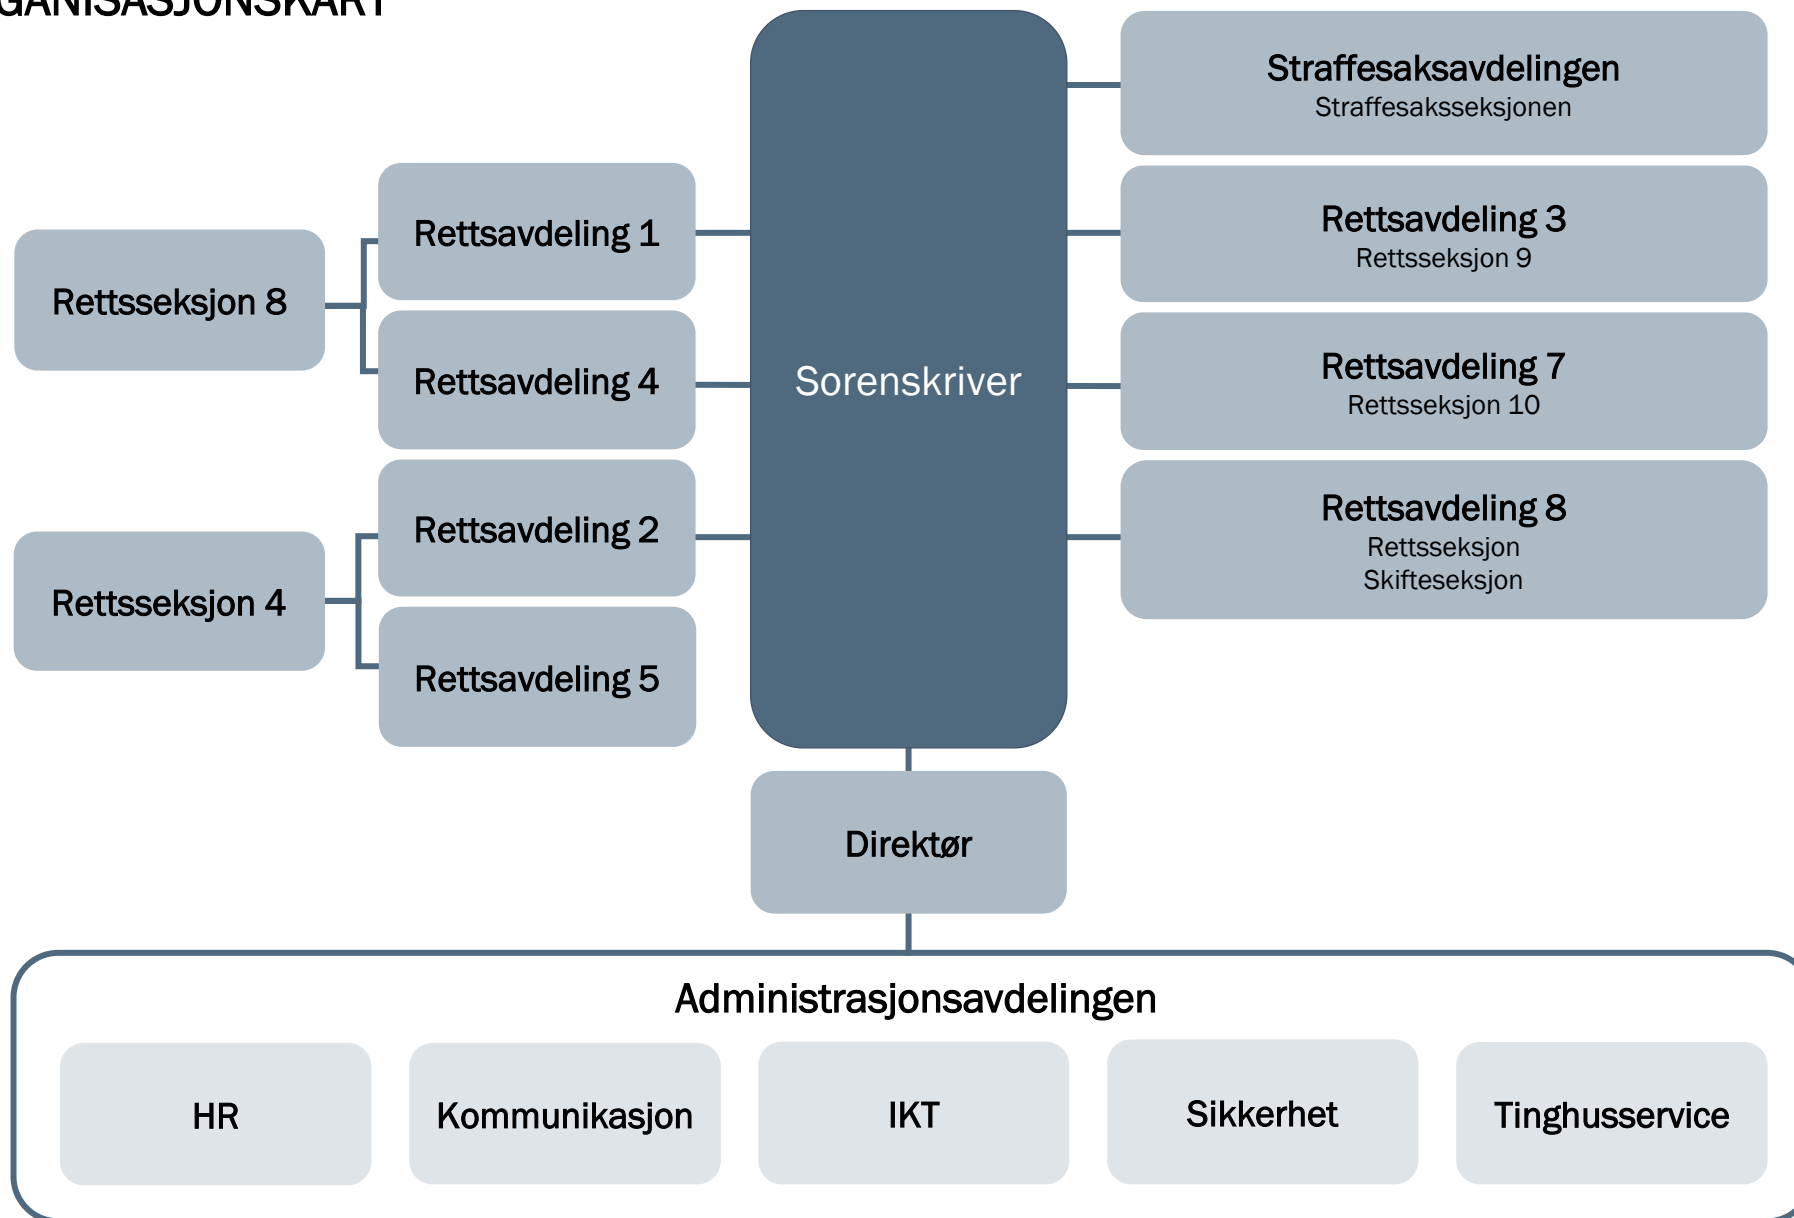 GANISASJONSKART
Straffesaksavdelingen
Straffesaksseksjonen
Rettsavdeling 1
Rettsavdeling 3
Rettsseksjon 9
Rettsseksjon 8
Rettsavdeling 4
Sorenskriver
Rettsavdeling 7
Rettsseksjon 10
Rettsavdeling 2
Rettsavdeling 8
Rettsseksjon
Skifteseksjon
Rettsseksjon 4
Rettsavdeling 5
Direktør
Administrasjonsavdelingen
HR
Kommunikasjon
IKT
Sikkerhet
Tinghusservice